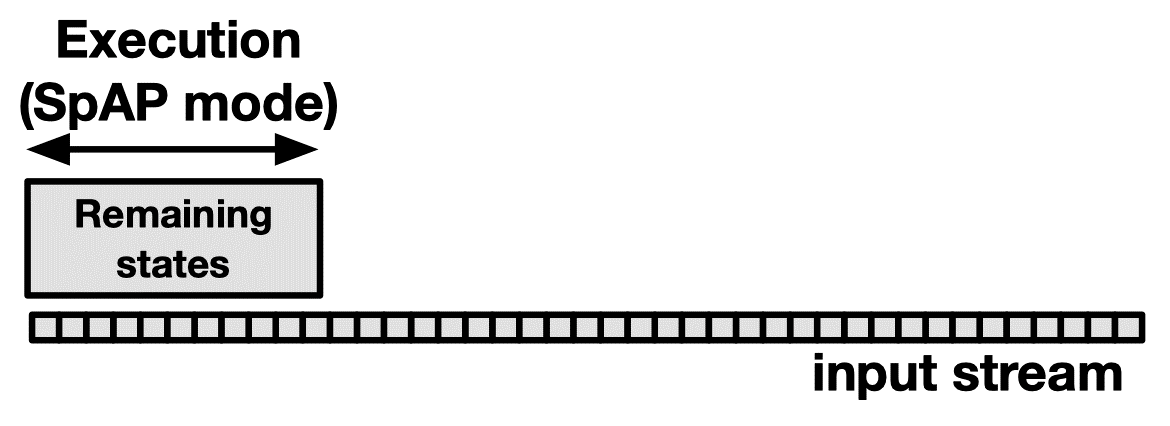 Execution
(SpAP mode)
Remaining
states
input stream